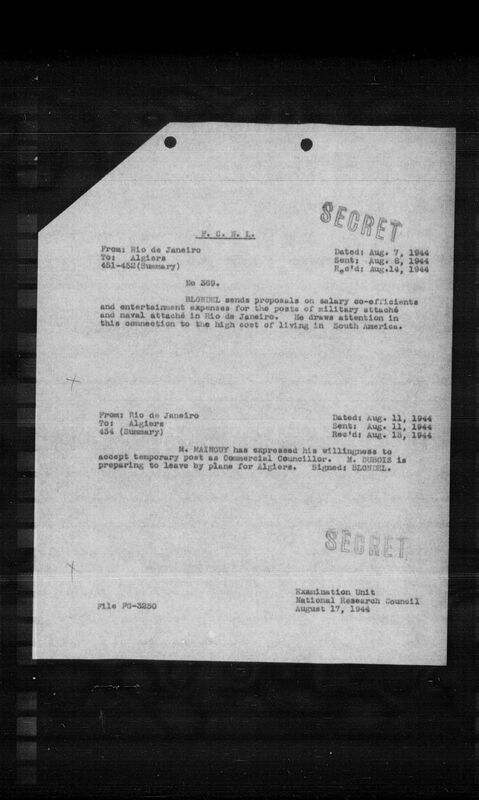 SECRET
F. C. N. L.
From: Rio de Janeiro
To: Algiers
451-452(Summary)
Dated: Aug. 7, 1944
Sent: Aug. 8, 1944
Rec'd: Aug.14, 1944
No 369.
BLONDEL sends proposals on salary co-efficients
and entertainment expenses for the posts of military attaché
and naval attaché in Rio de Janeiro. He draws attention in
this connection to the high cost of living in South America.
From: Rio de Janeiro
To: Algiers
454 (Summary)
Dated: Aug. 11, 1944
Sent: Aug. 11, 1944
Rec'd: Aug. 15, 1944
M. MAINGUY has expressed his willingness to
accept temporary post as Commercial Councillor. M. DUBOIS is
preparing to leave by plane for Algiers. Signed: BLONDEL.
SECRET
File FG-3250
Examination Unit
National Research Council
August 17, 1944